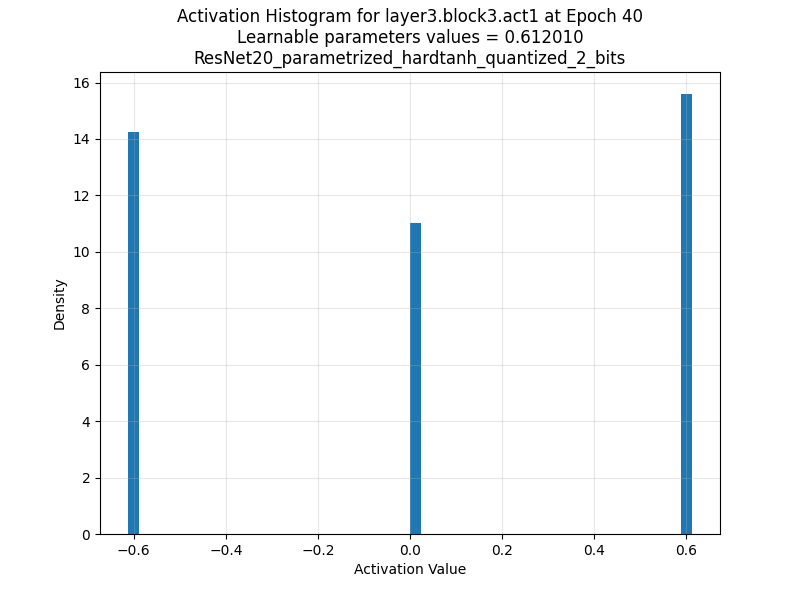 Activation Histogram for layer3.block3.act1 at Epoch 40
Learnable parameters values = 0.612010
ResNet20_parametrized_hardtanh_quantized_2_bits
16
14
12
10
8
6
4
2
0
Density
−0.6 −0.4 −0.2 0.0 0.2 0.4 0.6
Activation Value